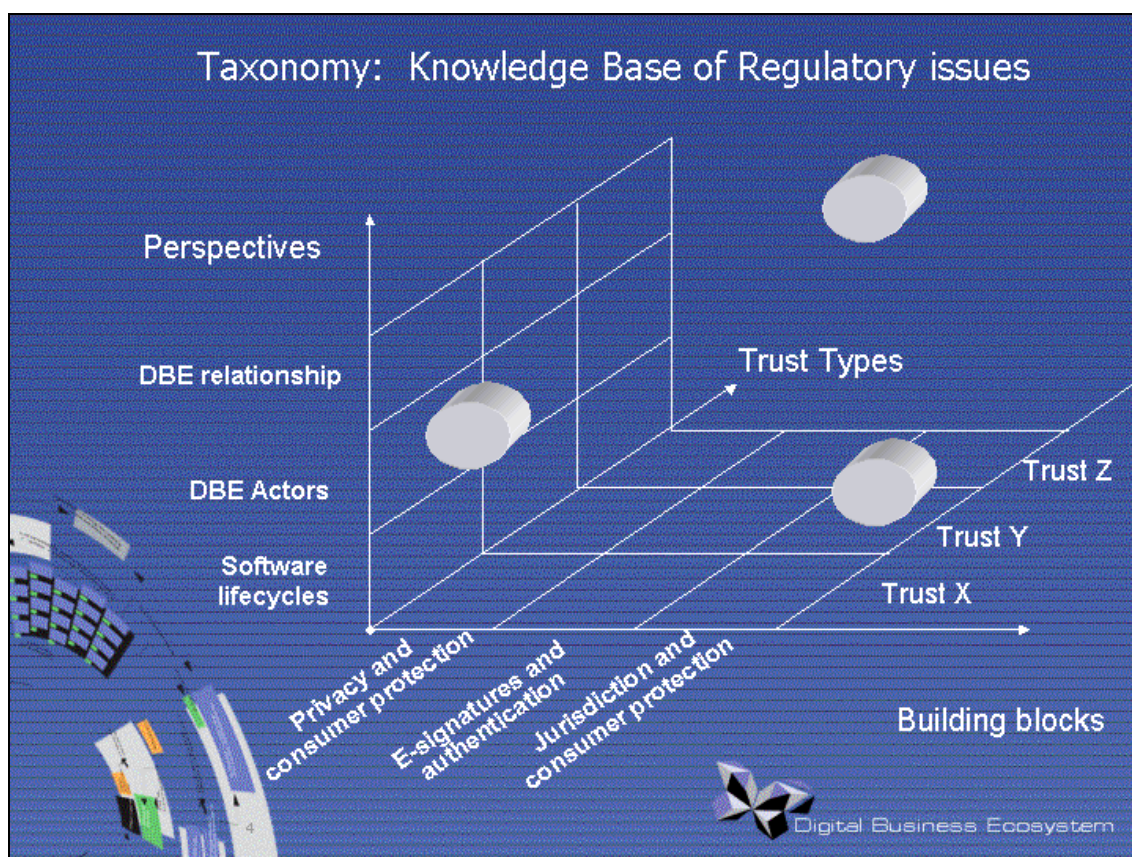 Taxonomy: Knowledge Base of Regulatory issues
Perspectives
DBE relationship
DBE Actors
Software
lifecycles
Trust Types
Trust Z
Trust Y
Trust X
Privacy and
consumer protection
E-signatures and
authentication
Jurisdiction and
consumer protection
Building blocks
4
Digital Business Ecosystem